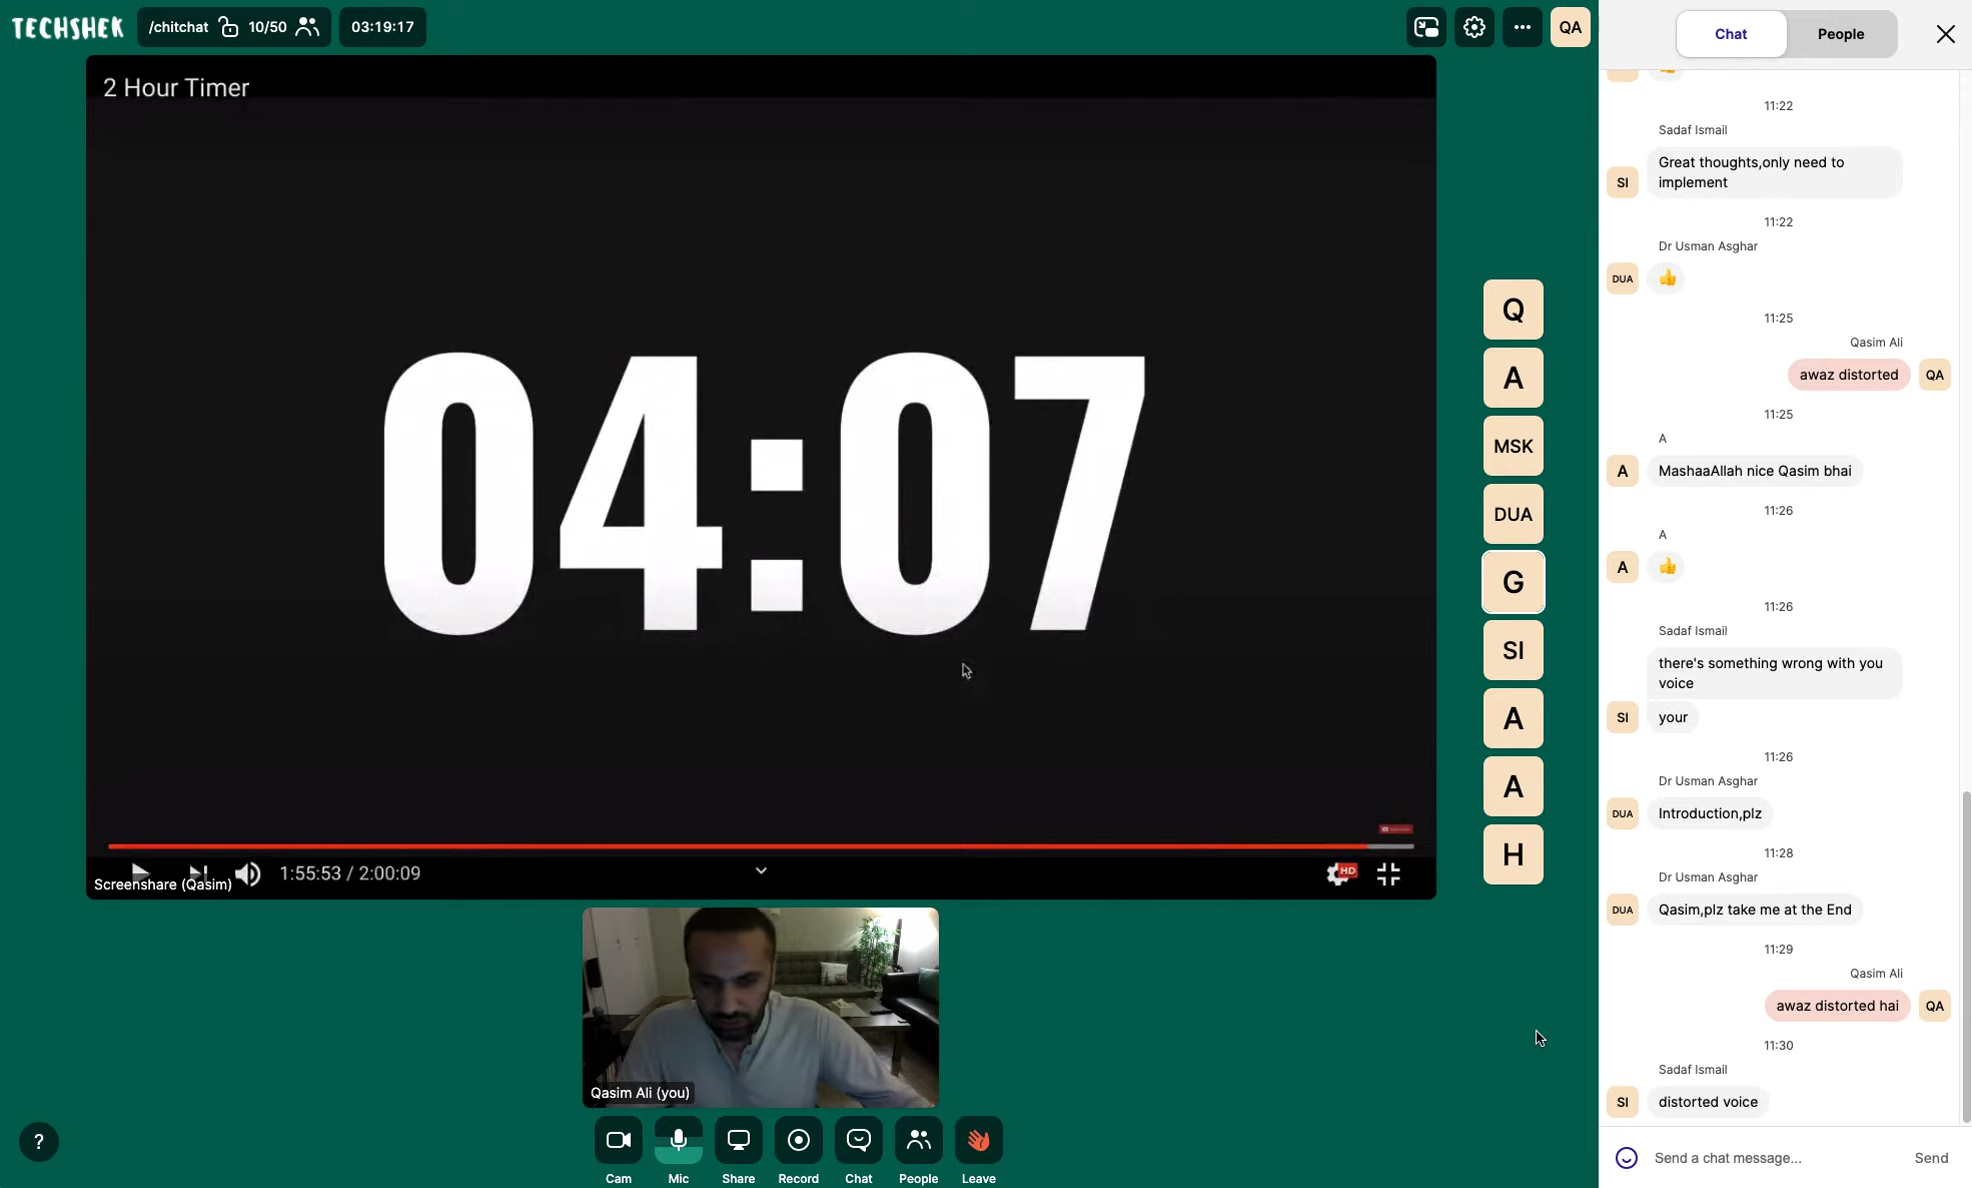 TECHSHEK
/chitchat 10/50
03:19:17
QA
2 Hour Timer
04:07
1:55:53 / 2:00:09
HD
Screenshare (Qasim)
Q
A
MSK
DUA
G
SI
A
A
H
Qasim Ali (you)
?
Cam
Mic
Share
Record
Chat
People
Leave
Chat
People
11:22
Sadaf Ismail
Great thoughts,only need to
implement
SI
11:22
Dr Usman Asghar
DUA 👍
11:25
Qasim Ali
awaz distorted
QA
11:25
A
A
MashaaAllah nice Qasim bhai
11:26
A
A 👍
11:26
Sadaf Ismail
there's something wrong with you
voice
SI
your
11:26
Dr Usman Asghar
DUA
Introduction,plz
11:28
Dr Usman Asghar
DUA
Qasim,plz take me at the End
11:29
Qasim Ali
awaz distorted hai
QA
11:30
Sadaf Ismail
SI
distorted voice
Send a chat message...
Send